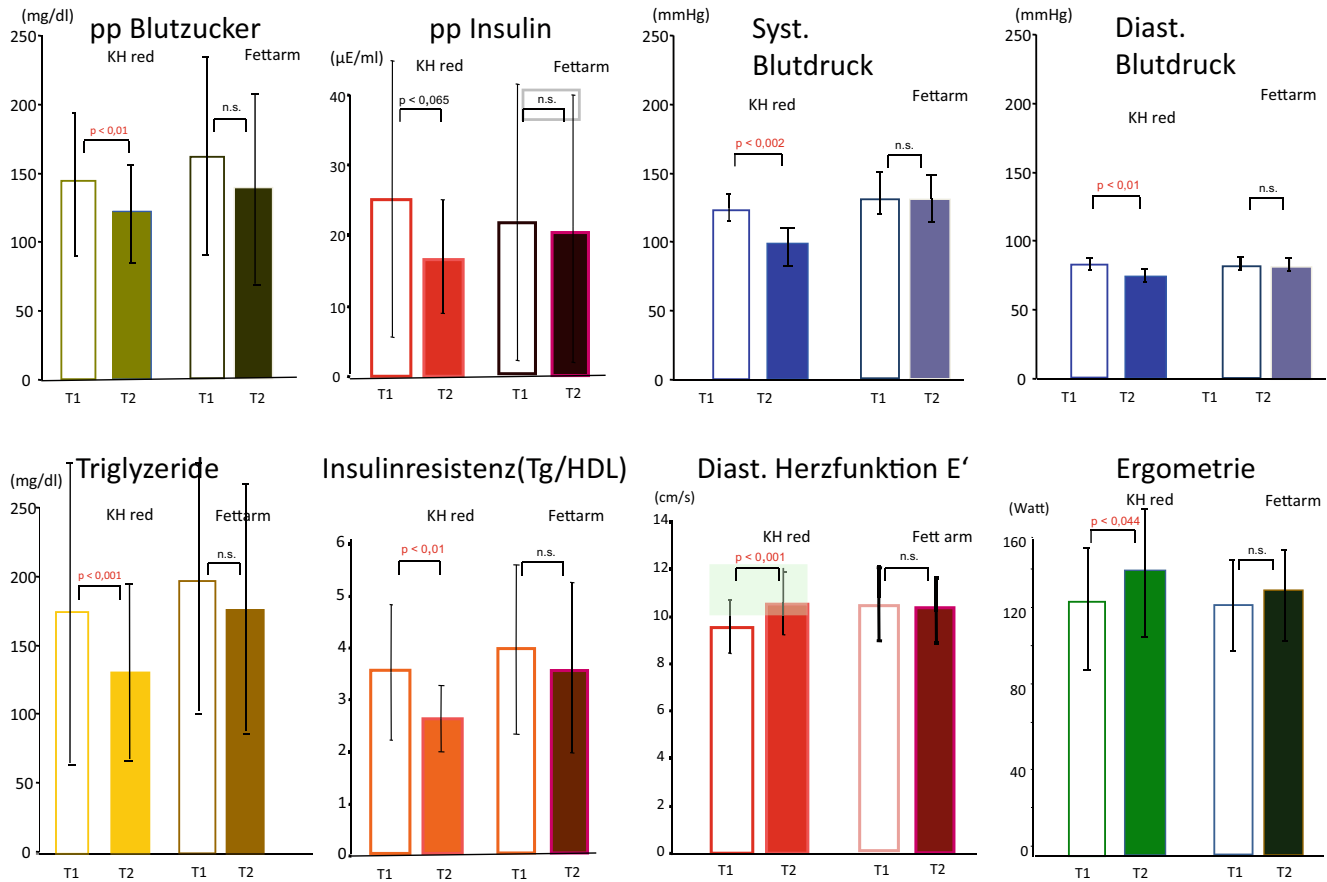 (mg/dl)
pp Blutzucker
KH red
Fettarm
250
200
150
100
50
0
p < 0,01
n.s.
T1
T2
T1
T2
pp Insulin
(µE/ml)
KH red
Fettarm
40
30
20
10
0
p < 0,065
n.s.
T1
T2
T1
T2
(mmHg)
Syst.
Blutdruck
KH red
Fettarm
250
200
150
100
50
0
p < 0,002
n.s.
T1
T2
T1
T2
(mmHg)
Diast.
Blutdruck
KH red
Fettarm
250
200
150
100
50
0
p < 0,01
n.s.
T1
T2
T1
T2
(mg/dl)
Triglyzeride
KH red
Fettarm
250
200
150
100
50
0
p < 0,001
n.s.
T1
T2
T1
T2
Insulinresistenz(Tg/HDL)
KH red
Fettarm
6
5
4
3
2
1
0
p < 0,01
n.s.
T1
T2
T1
T2
Diast. Herzfunktion E‘
(cm/s)
KH red
Fett arm
14
12
10
8
6
4
2
0
p < 0,001
n.s.
T1
T2
T1
T2
Ergometrie
(Watt)
KH red
Fettarm
160
120
80
40
0
p < 0,044
n.s.
T1
T2
T1
T2